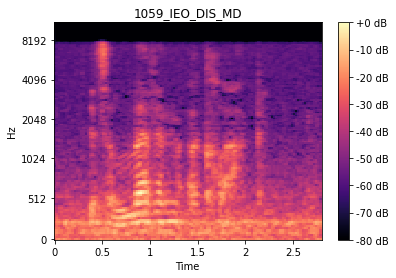 1059_IEO_DIS_MD
+0 dB
8192
-10 dB
4096
-20 dB
-30 dB
2048
Hz
-40 dB
1024
-50 dB
512
-60 dB
-70 dB
0
-80 dB
0 0.5 1 1.5 2 2.5
Time